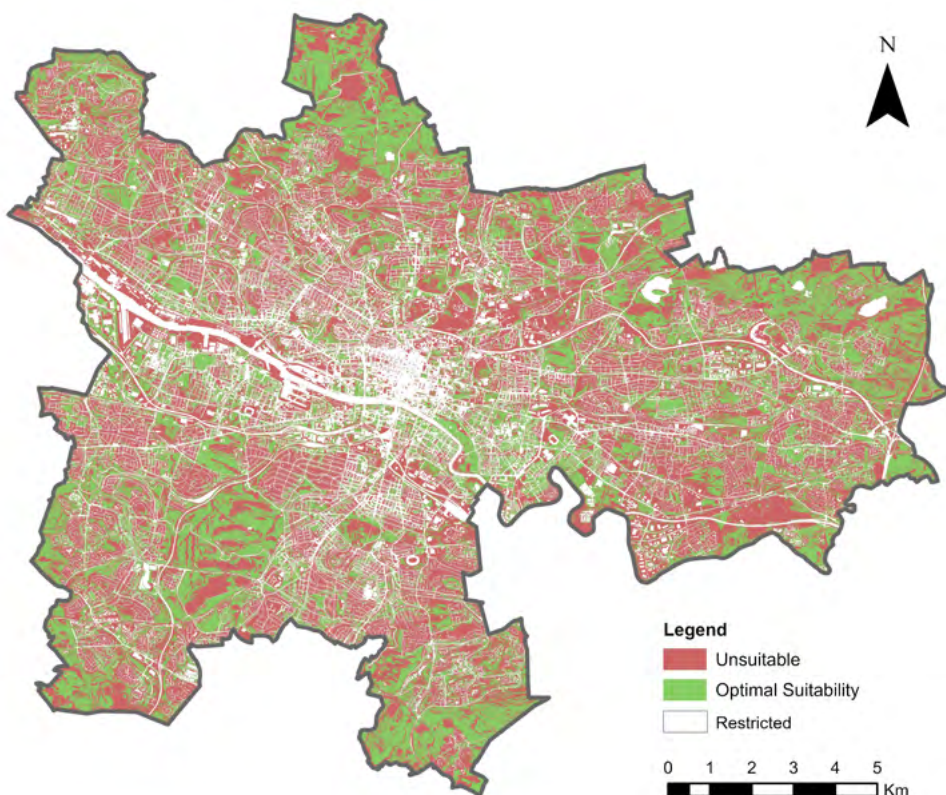 N
Legend
Unsuitable
Optimal Suitability
Restricted
0 1 2 3 4 5
Km